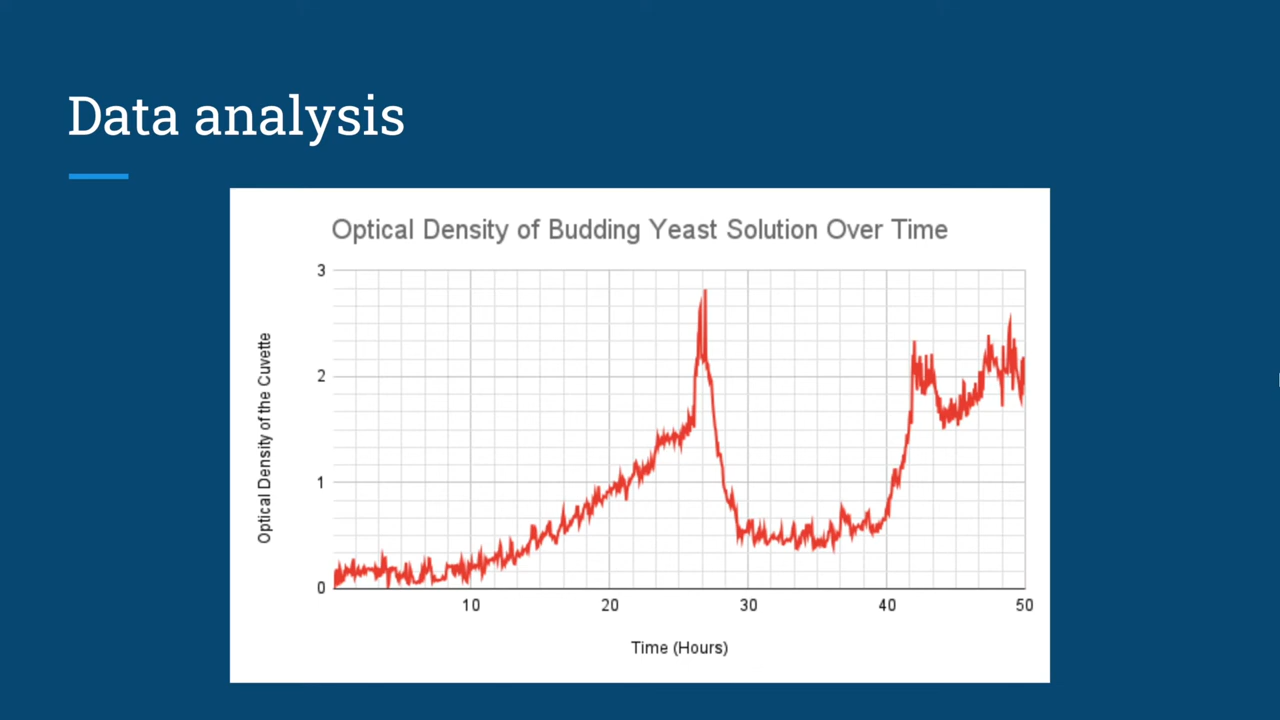 Data analysis
Optical Density of Budding Yeast Solution Over Time
Optical Density of the Cuvette
3
2
1
0
10 20 30 40 50
Time (Hours)